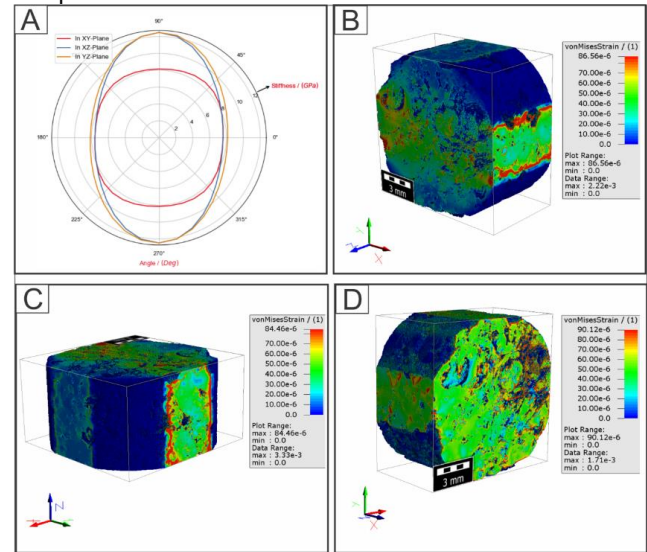 A
90°
In XY-Plane
In XZ-Plane
In YZ-Plane
45°
Stiffness / (GPa)
12
8
6
4
2
180°
0°
225°
315°
270°
Angle / (Deg)
B
vonMisesStrain / (1)
86.56e-6
70.00e-6
60.00e-6
50.00e-6
40.00e-6
30.00e-6
20.00e-6
10.00e-6
0.0
Plot Range:
max : 86.56e-6
min : 0.0
Data Range:
max : 2.22e-3
min : 0.0
3 mm
Y
Z
X
C
vonMisesStrain / (1)
84.46e-6
70.00e-6
60.00e-6
50.00e-6
40.00e-6
30.00e-6
20.00e-6
10.00e-6
0.0
Plot Range:
max : 84.46e-6
min : 0.0
Data Range:
max : 3.33e-3
min : 0.0
Z
D
vonMisesStrain / (1)
90.12e-6
80.00e-6
70.00e-6
60.00e-6
50.00e-6
40.00e-6
30.00e-6
20.00e-6
10.00e-6
0.0
Plot Range:
max : 90.12e-6
min : 0.0
Data Range:
max : 1.71e-3
min : 0.0
3 mm
Y
X